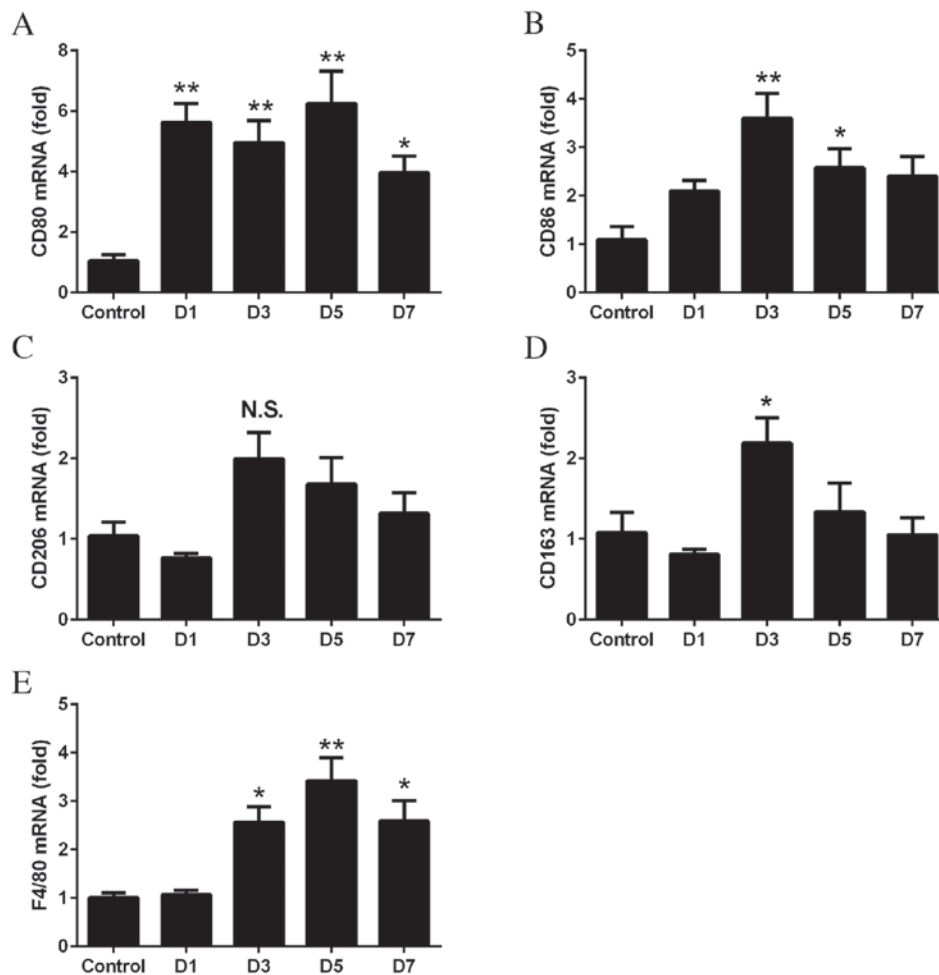 A
CD80 mRNA (fold)
8
6
4
2
0
** ** ** *
Control D1 D3 D5 D7
B
CD86 mRNA (fold)
5
4
3
2
1
0
** *
Control D1 D3 D5 D7
C
CD206 mRNA (fold)
3
2
1
0
N.S.
Control D1 D3 D5 D7
D
CD163 mRNA (fold)
3
2
1
0
*
Control D1 D3 D5 D7
E
F4/80 mRNA (fold)
5
4
3
2
1
0
* ** *
Control D1 D3 D5 D7